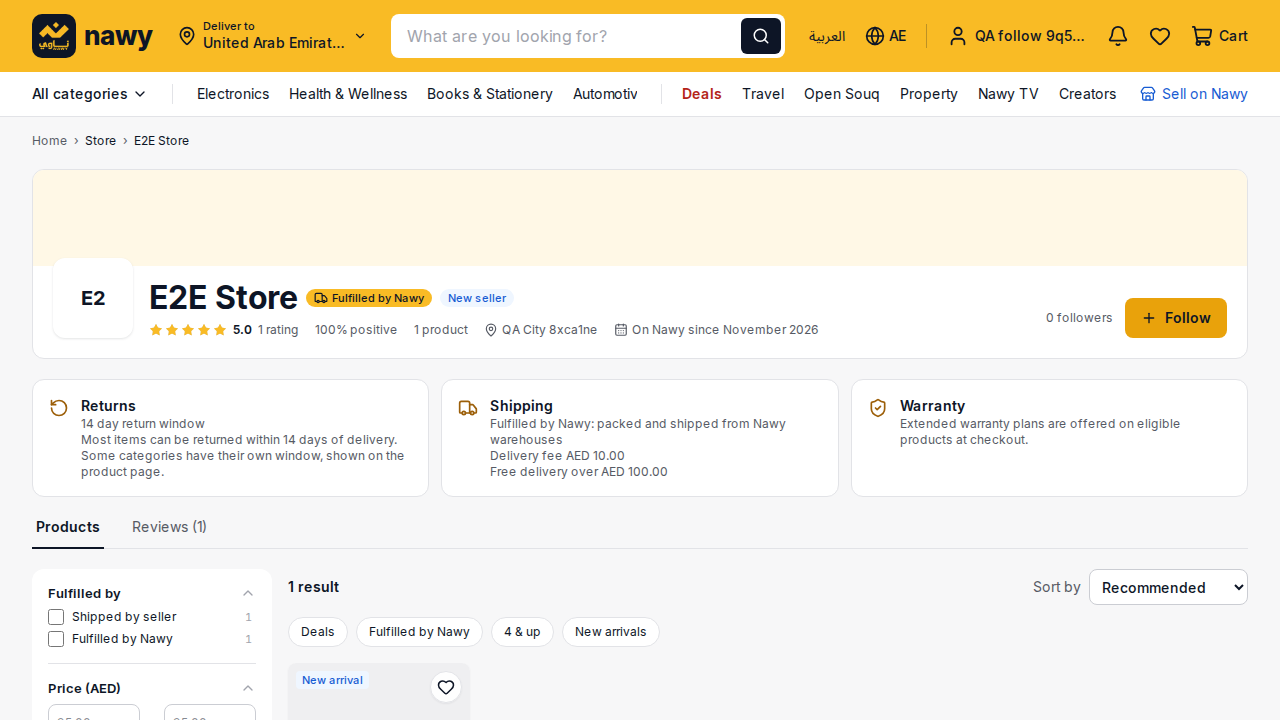 ناوي nawy
Deliver to
United Arab Emirat...
What are you looking for?
العربية
AE
QA follow 9q5...
Cart
All categories
Electronics
Health & Wellness
Books & Stationery
Automotiv
Deals
Travel
Open Souq
Property
Nawy TV
Creators
Sell on Nawy
Home › Store › E2E Store
E2
E2E Store
Fulfilled by Nawy
New seller
5.0 1 rating
100% positive
1 product
QA City 8xca1ne
On Nawy since November 2026
0 followers
Follow
Returns
14 day return window
Most items can be returned within 14 days of delivery.
Some categories have their own window, shown on the
product page.
Shipping
Fulfilled by Nawy: packed and shipped from Nawy
warehouses
Delivery fee AED 10.00
Free delivery over AED 100.00
Warranty
Extended warranty plans are offered on eligible
products at checkout.
Products
Reviews (1)
Fulfilled by
Shipped by seller 1
Fulfilled by Nawy 1
Price (AED)
1 result
Sort by
Recommended
Deals
Fulfilled by Nawy
4 & up
New arrivals
New arrival